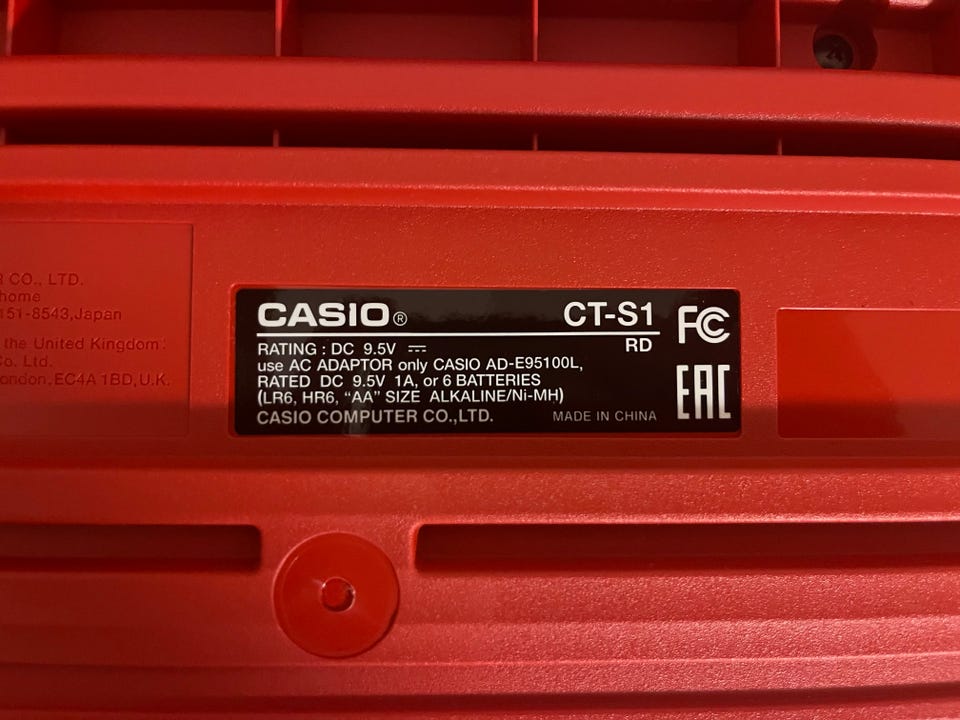 CO., LTD.
home
151-8543,Japan
the United Kingdom:
Co. Ltd.
London,EC4A 1BD,U.K.
CASIO®
CT-S1
RD
FC
RATING : DC 9.5V ⎓
use AC ADAPTOR only CASIO AD-E95100L,
RATED DC 9.5V 1A, or 6 BATTERIES
(LR6, HR6, “AA” SIZE ALKALINE/Ni-MH)
CASIO COMPUTER CO.,LTD.
MADE IN CHINA
EAC